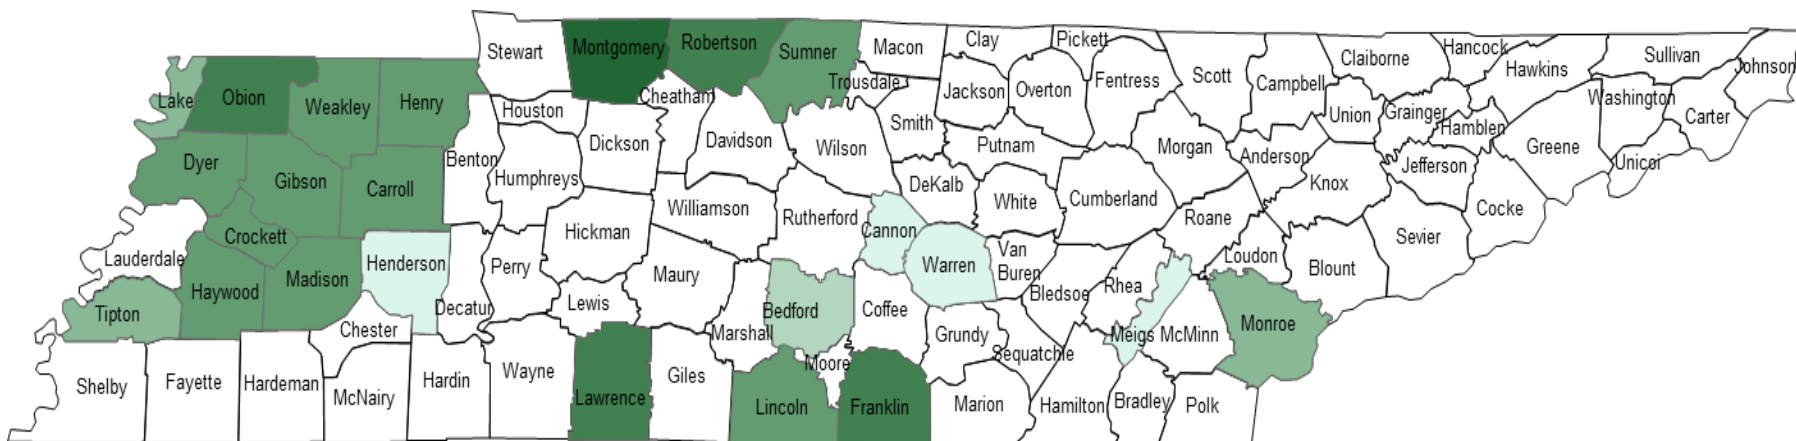 Stewart
Montgomery
Robertson
Sumner
Macon
Clay
Pickett
Trousdale
Jackson
Overton
Fentress
Scott
Campbell
Claiborne
Hancock
Hawkins
Sullivan
Johnson
Lake
Obion
Weakley
Henry
Houston
Cheatham
Smith
Union
Grainger
Hamblen
Washington
Carter
Dyer
Gibson
Carroll
Benton
Humphreys
Dickson
Davidson
Wilson
Putnam
Morgan
Anderson
Knox
Jefferson
Greene
Unicoi
DeKalb
White
Cumberland
Roane
Cocke
Crockett
Hickman
Williamson
Rutherford
Cannon
Sevier
Lauderdale
Haywood
Madison
Henderson
Perry
Maury
Warren
Van
Buren
Loudon
Blount
Tipton
Chester
Decatur
Lewis
Marshall
Bedford
Coffee
Bledsoe
Rhea
Meigs
McMinn
Monroe
Grundy
Sequatchie
Moore
Shelby
Fayette
Hardeman
McNairy
Hardin
Wayne
Lawrence
Giles
Lincoln
Franklin
Marion
Hamilton
Bradley
Polk